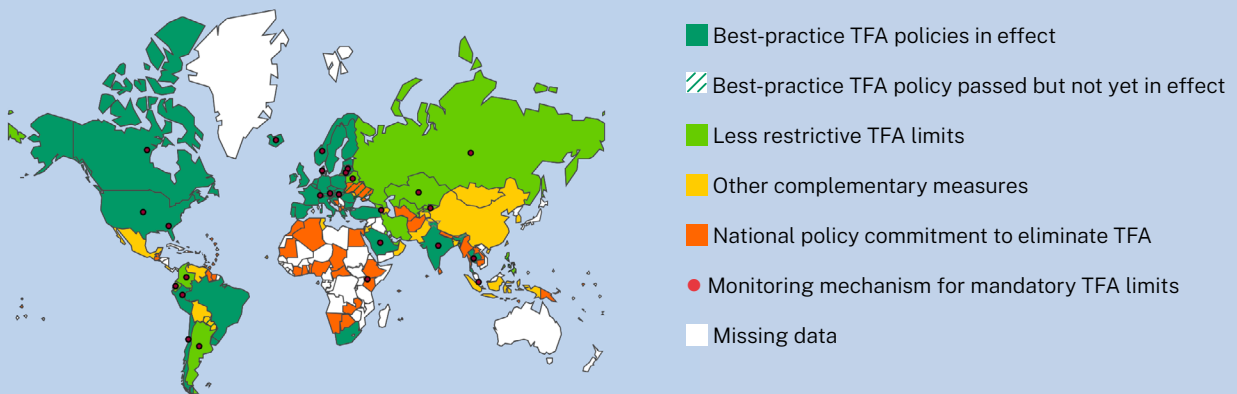 Best-practice TFA policies in effect
Best-practice TFA policy passed but not yet in effect
Less restrictive TFA limits
Other complementary measures
National policy commitment to eliminate TFA
Monitoring mechanism for mandatory TFA limits
Missing data